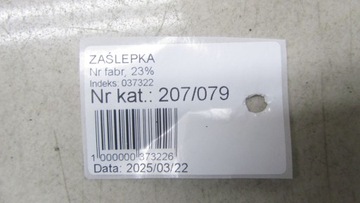 ZAŚLEPKA
Nr fabr, 23%
Indeks: 037322
Nr kat.: 207/079
1 000000 373226
Data: 2025/03/22